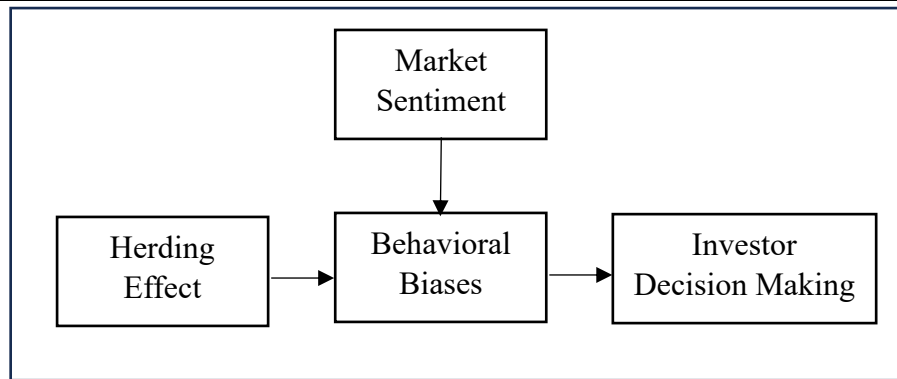 Market
Sentiment
Herding
Effect
Behavioral
Biases
Investor
Decision Making